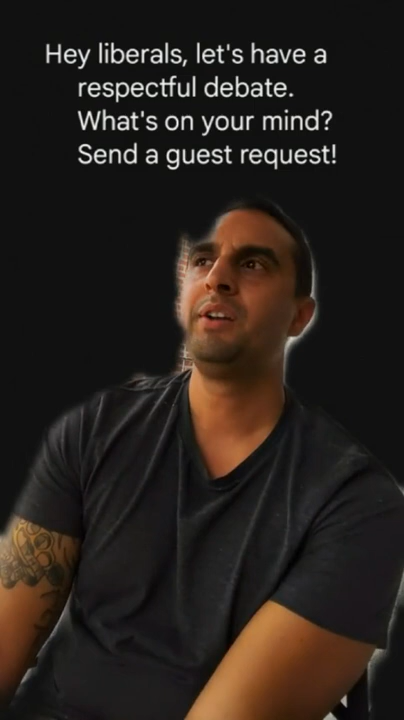 Hey liberals, let's have a
respectful debate.
What's on your mind?
Send a guest request!